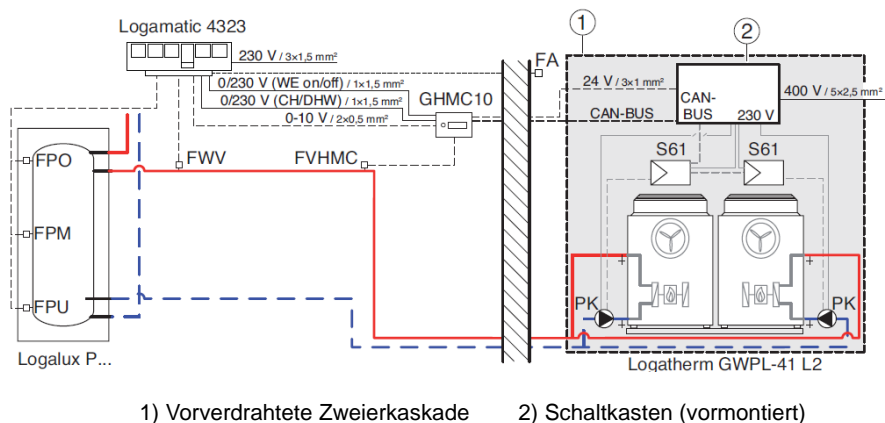 Logamatic 4323
230 V / 3×1,5 mm²
0/230 V (WE on/off) / 1×1,5 mm²
0/230 V (CH/DHW) / 1×1,5 mm²
0-10 V / 2×0,5 mm²
GHMC10
FA
1
2
24 V / 3×1 mm²
CAN-BUS
CAN-
BUS
230 V
400 V / 5×2,5 mm²
S61
S61
FPO
FPM
FPU
FWV
FVHMC
+
+
+
+
PK
PK
Logalux P...
Logatherm GWPL-41 L2
1) Vorverdrahtete Zweierkaskade
2) Schaltkasten (vormontiert)